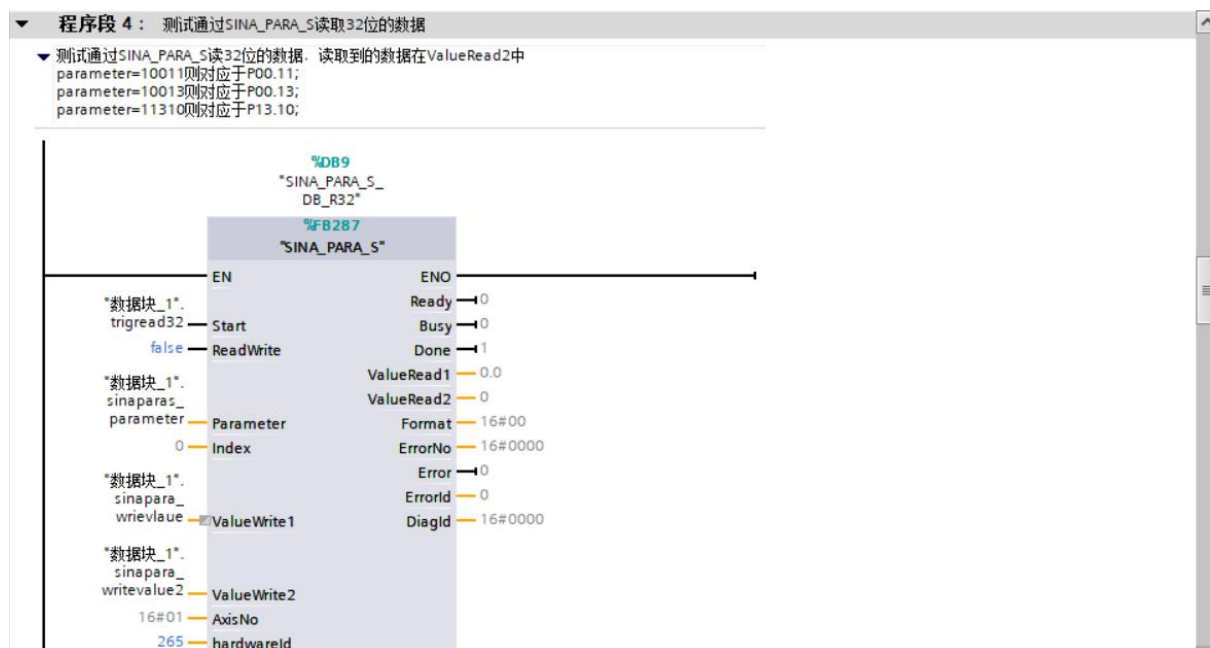 程序段 4： 测试通过SINA_PARA_S读取32位的数据
测试通过SINA_PARA_S读32位的数据. 读取到的数据在ValueRead2中
parameter=10011则对应于P00.11;
parameter=10013则对应于P00.13;
parameter=11310则对应于P13.10;
%DB9
"SINA_PARA_S_
DB_R32"
%FB287
"SINA_PARA_S"
EN ENO
"数据块_1".
trigread32 Start
false ReadWrite
"数据块_1".
sinaparas_
parameter Parameter
0 Index
"数据块_1".
sinapara_
wrievlaue ValueWrite1
"数据块_1".
sinapara_
writevalue2 ValueWrite2
16#01 AxisNo
265 hardwareId
Ready 0
Busy 0
Done 1
ValueRead1 0.0
ValueRead2 0
Format 16#00
ErrorNo 16#0000
Error 0
ErrorId 0
DiagId 16#0000